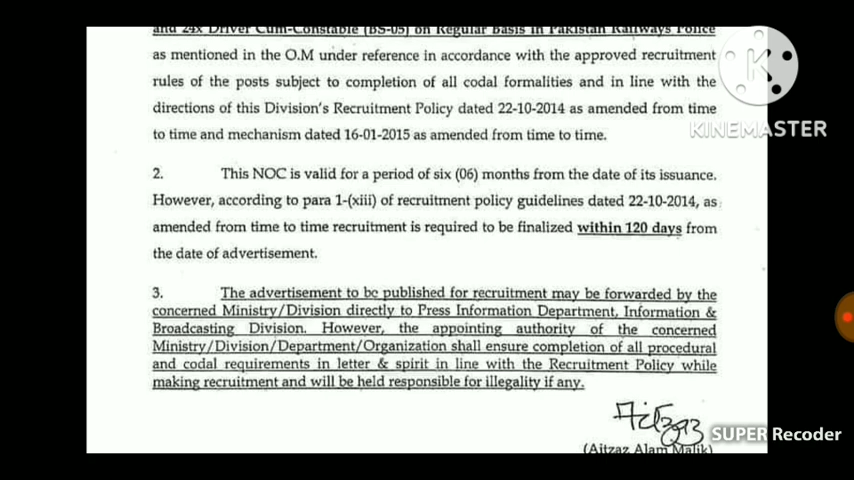 and 24x Driver Cum-Constable (BS-05) on Regular Basis in Pakistan Railways Police
as mentioned in the O.M under reference in accordance with the approved recruitment
rules of the posts subject to completion of all codal formalities and in line with the
directions of this Division's Recruitment Policy dated 22-10-2014 as amended from time
to time and mechanism dated 16-01-2015 as amended from time to time.
2. This NOC is valid for a period of six (06) months from the date of its issuance.
However, according to para 1-(xiii) of recruitment policy guidelines dated 22-10-2014, as
amended from time to time recruitment is required to be finalized within 120 days from
the date of advertisement.
3. The advertisement to be published for recruitment may be forwarded by the
concerned Ministry/Division directly to Press Information Department, Information &
Broadcasting Division. However, the appointing authority of the concerned
Ministry/Division/Department/Organization shall ensure completion of all procedural
and codal requirements in letter & spirit in line with the Recruitment Policy while
making recruitment and will be held responsible for illegality if any.
Aitzaz
(Aitzaz Alam Malik)
K
KINEMASTER
SUPER Recoder